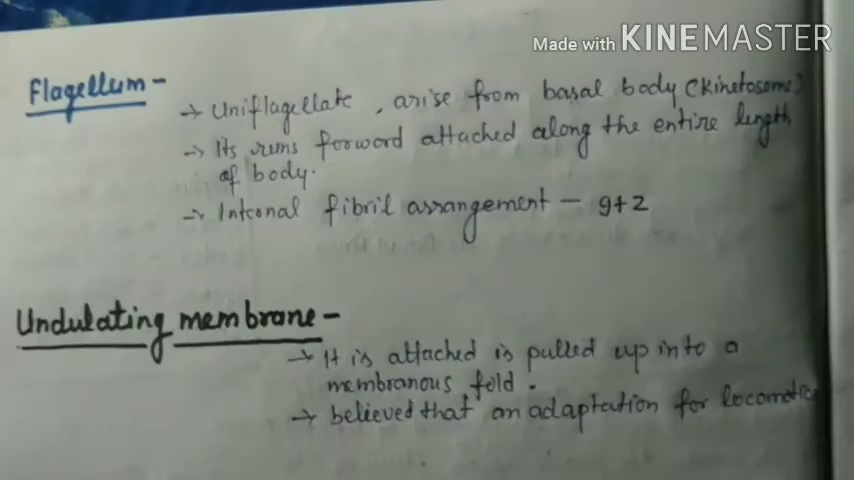 Made with KINEMASTER
Flagellum -
→ Uniflagellate, arise from basal body (Kinetosome)
→ Its runs forword attached along the entire length
of body.
→ Intronal fibril arrangement - 9+2
Undulating membrane -
→ It is attached is pulled up into a
membranous fold.
→ believed that an adaptation for locomotion